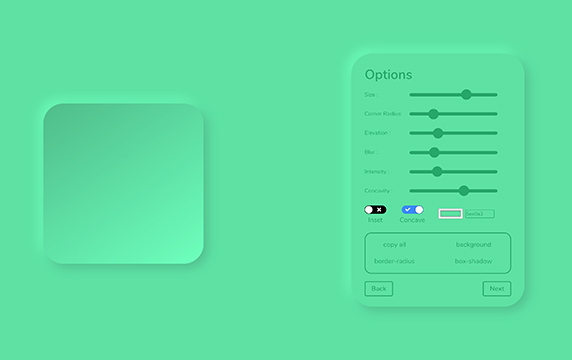 Options
Size :
Corner Radius :
Elevation :
Blur :
Intensity :
Concavity :
Inset
Concave
copy all
background
border-radius
box-shadow
Back
Next